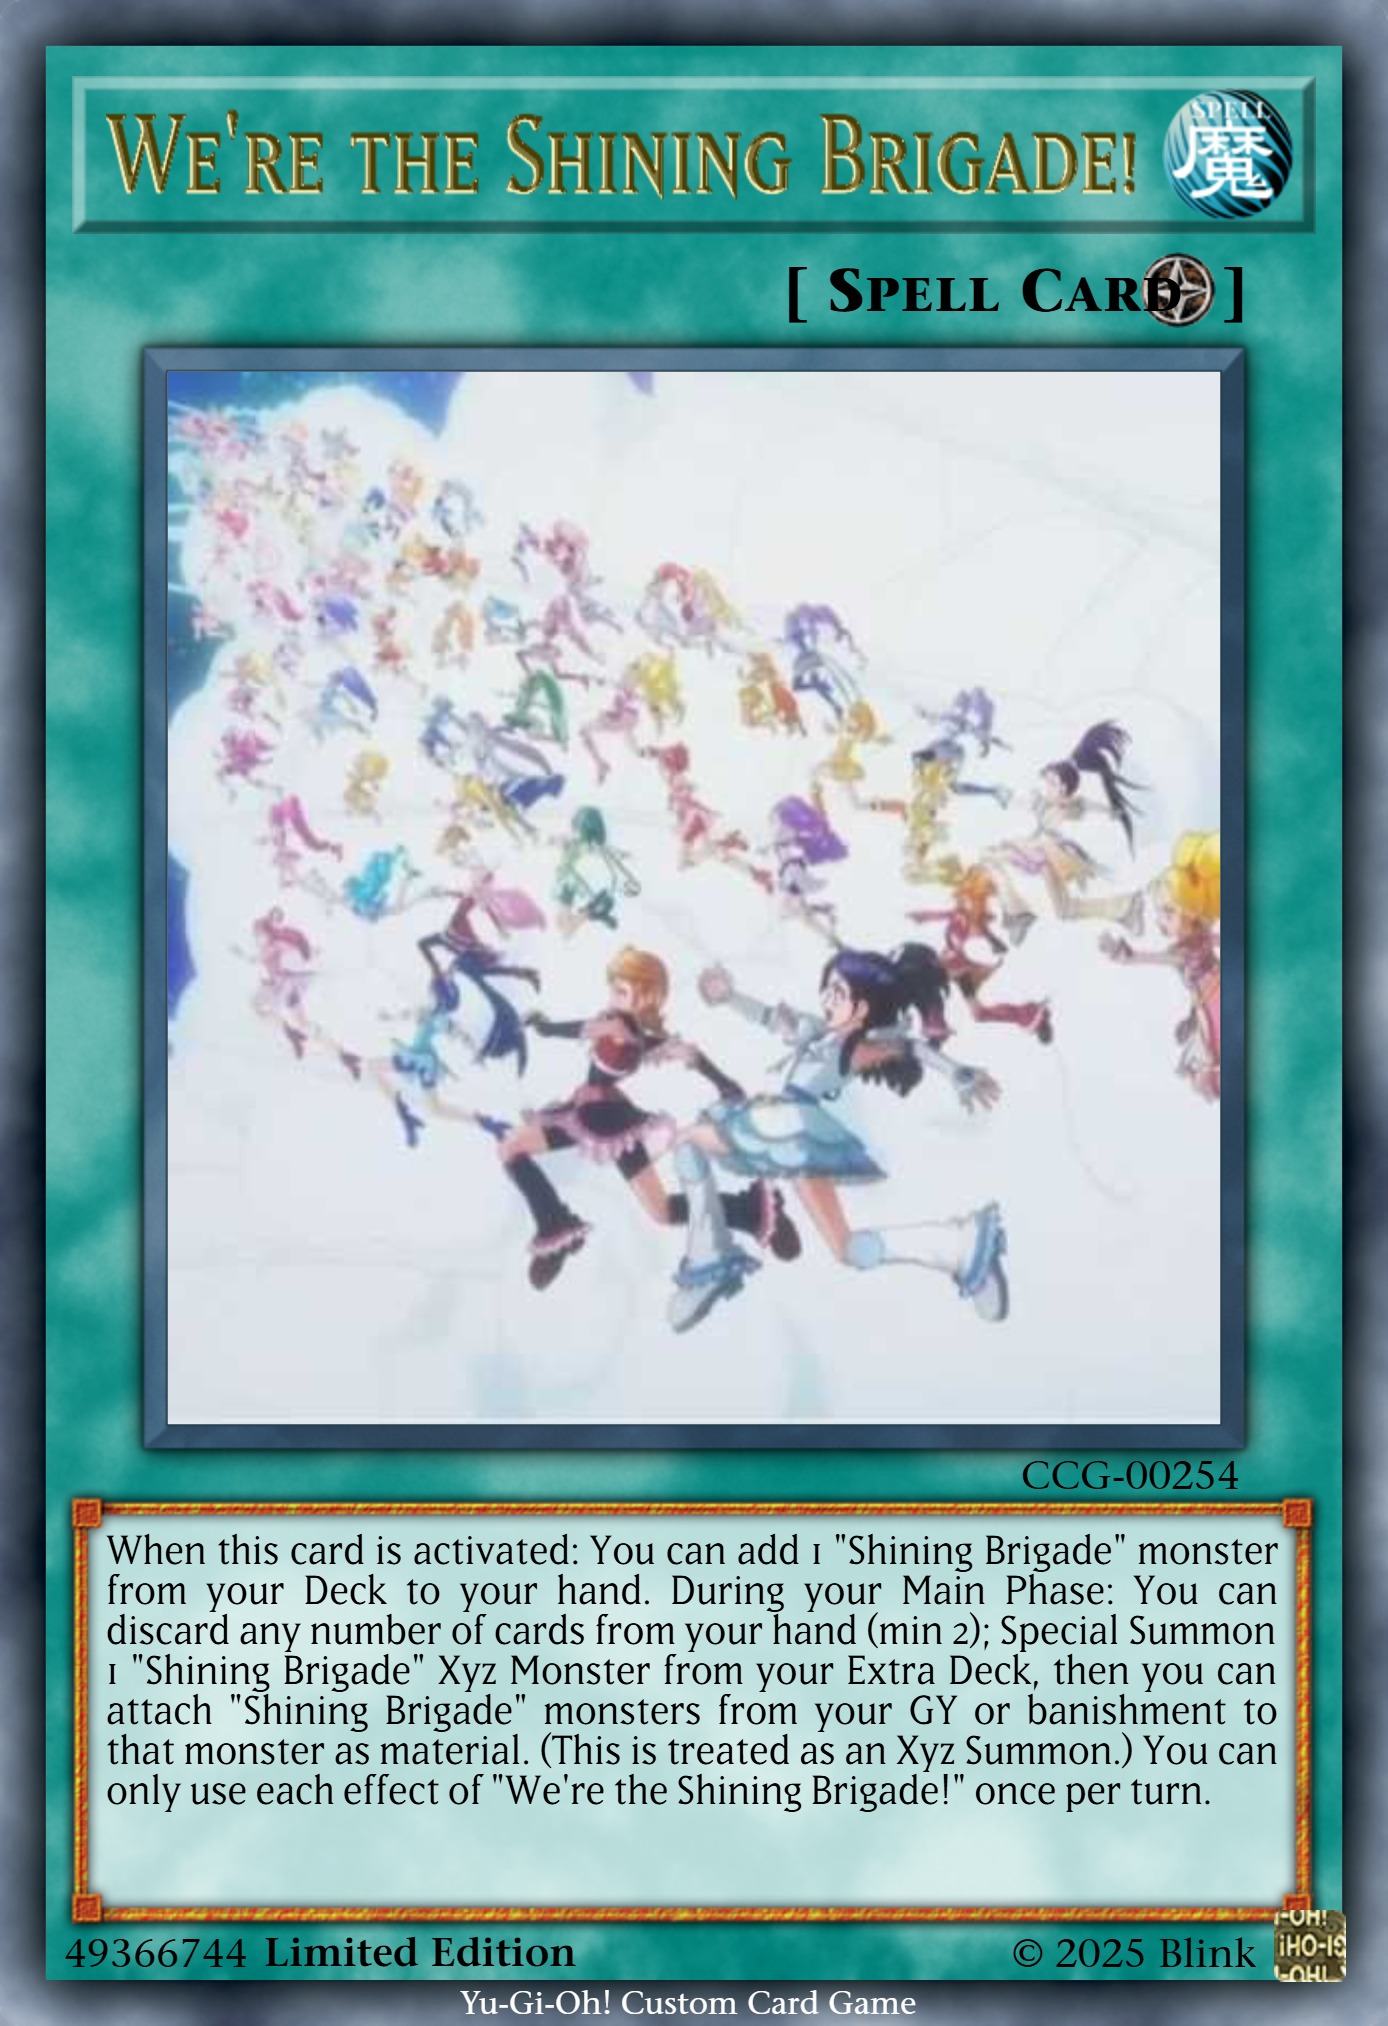 We're the Shining Brigade!
SPELL
魔
[ Spell Card ]
CCG-00254
When this card is activated: You can add 1 "Shining Brigade" monster
from your Deck to your hand. During your Main Phase: You can
discard any number of cards from your hand (min 2); Special Summon
1 "Shining Brigade" Xyz Monster from your Extra Deck, then you can
attach "Shining Brigade" monsters from your GY or banishment to
that monster as material. (This is treated as an Xyz Summon.) You can
only use each effect of "We're the Shining Brigade!" once per turn.
49366744 Limited Edition
© 2025 Blink
Yu-Gi-Oh! Custom Card Game